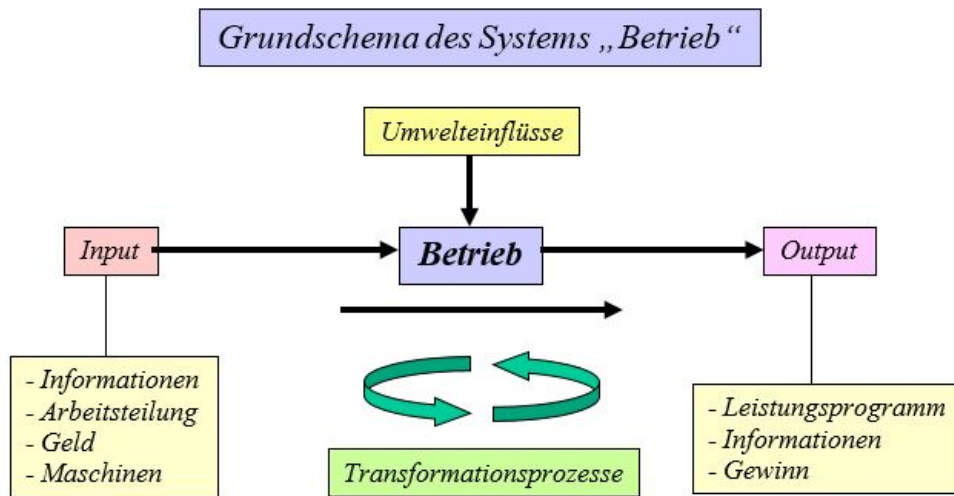 Grundschema des Systems „Betrieb“
Umwelteinflüsse
Input
Betrieb
Output
- Informationen
- Arbeitsteilung
- Geld
- Maschinen
Transformationsprozesse
- Leistungsprogramm
- Informationen
- Gewinn